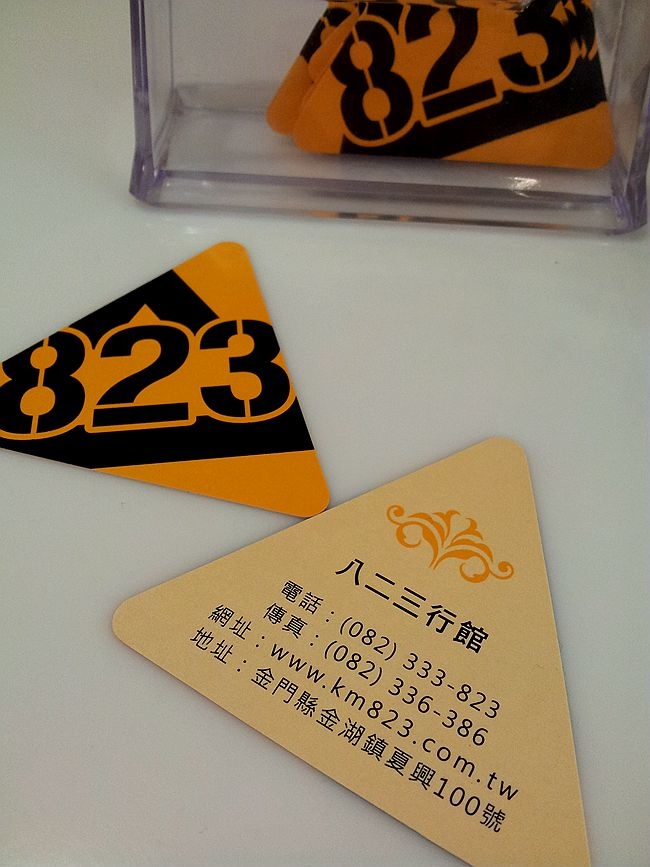 823
823
八二三行館
電話：(082) 333-823
傳真：(082) 336-386
網址：www.km823.com.tw
地址：金門縣金湖鎮夏興100號